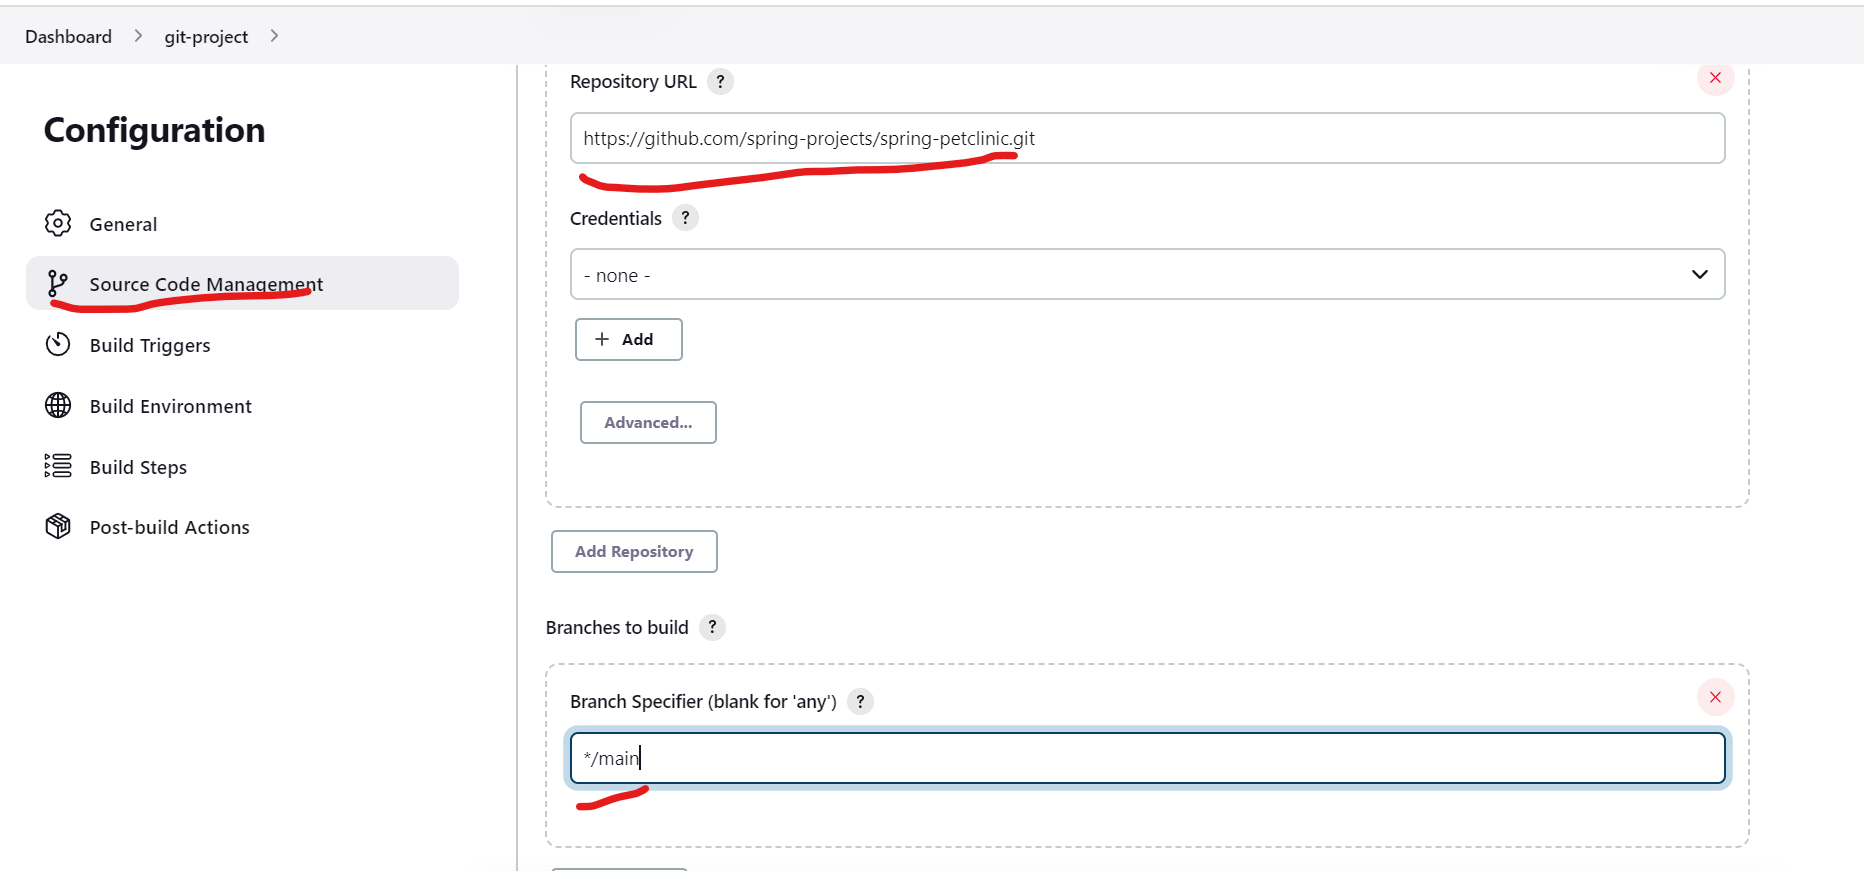 Dashboard > git-project >
Configuration
General
Source Code Management
Build Triggers
Build Environment
Build Steps
Post-build Actions
Repository URL ?
https://github.com/spring-projects/spring-petclinic.git
Credentials ?
- none -
+ Add
Advanced...
Add Repository
Branches to build ?
Branch Specifier (blank for 'any') ?
*/main